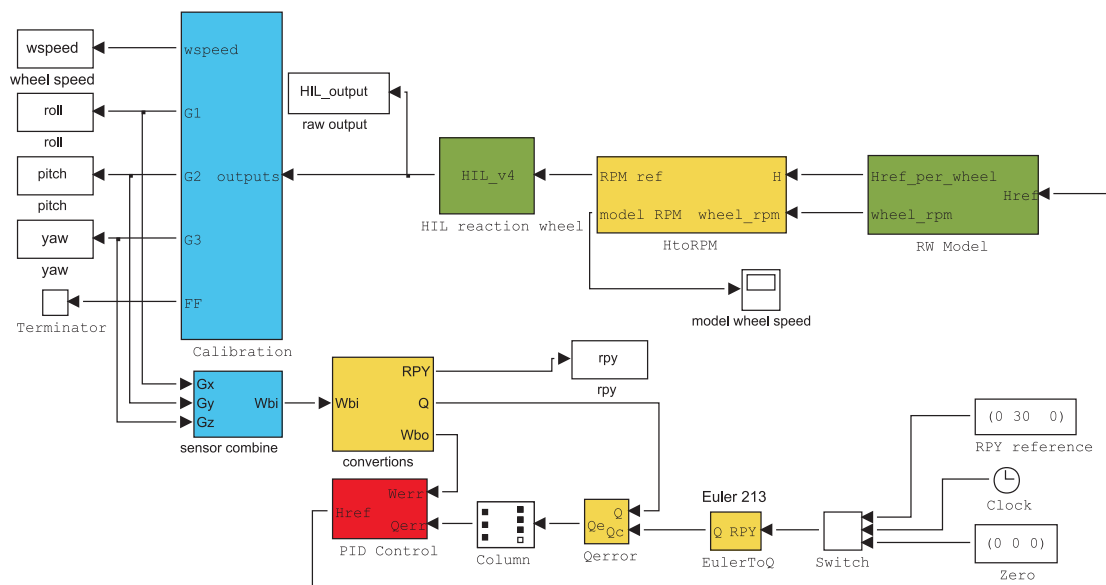 wspeed
wheel speed
roll
roll
pitch
pitch
yaw
yaw
Terminator
wspeed
G1
G2
outputs
G3
FF
Calibration
HIL_output
raw output
HIL_v4
HIL reaction wheel
RPM ref
H
model RPM
wheel_rpm
HtoRPM
Href_per_wheel
Href
wheel_rpm
RW Model
model wheel speed
Gx
Gy
Wbi
Gz
sensor combine
RPY
Wbi
Q
Wbo
convertions
rpy
rpy
(0 30 0)
RPY reference
Clock
(0 0 0)
Zero
Werr
Href
Qerr
PID Control
Column
Q
Qe
Qc
Qerror
Euler 213
Q RPY
EulerToQ
Switch